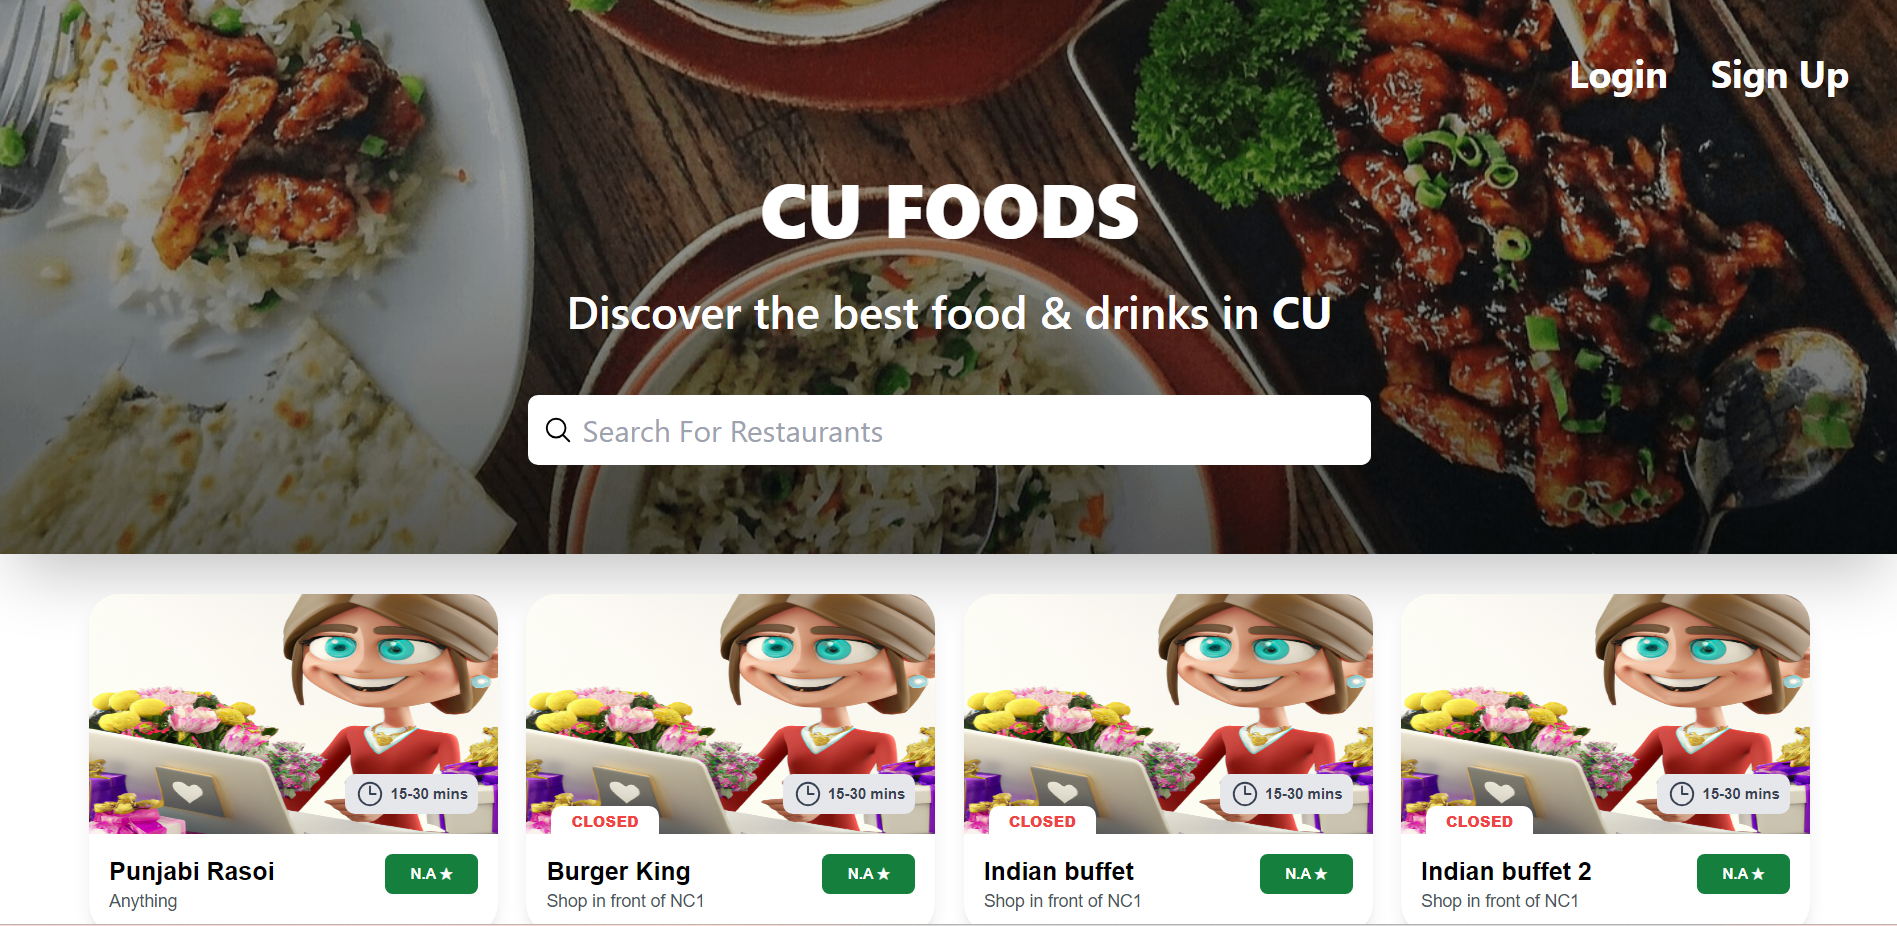 Login Sign Up
CU FOODS
Discover the best food & drinks in CU
Search For Restaurants
15-30 mins
Punjabi Rasoi
N.A ★
Anything
15-30 mins
CLOSED
Burger King
N.A ★
Shop in front of NC1
15-30 mins
CLOSED
Indian buffet
N.A ★
Shop in front of NC1
15-30 mins
CLOSED
Indian buffet 2
N.A ★
Shop in front of NC1